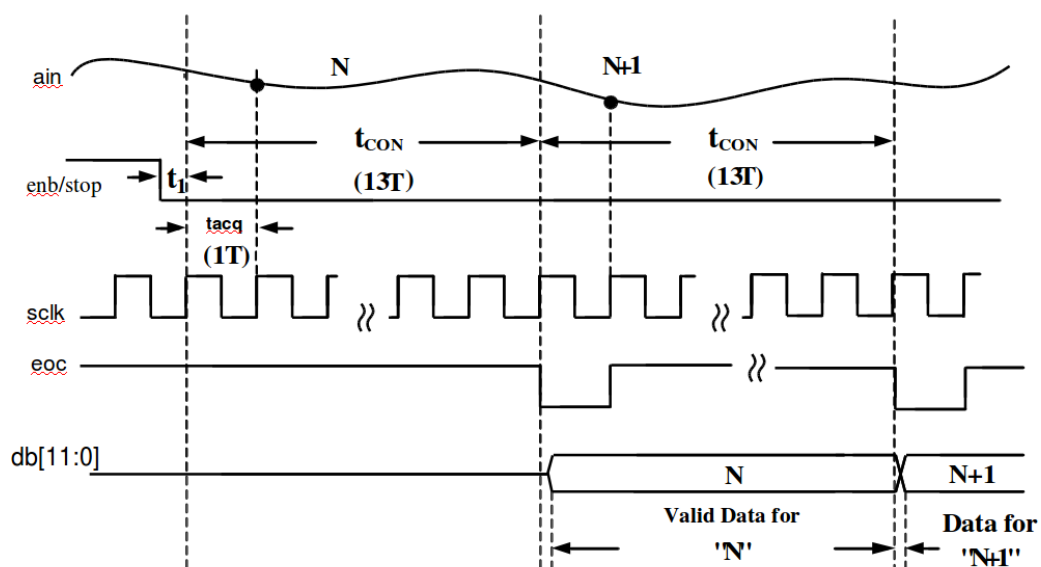 ain
N
N+1
tCON
tCON
(13T)
(13T)
enb/stop
t1
tacq
(1T)
sclk
eoc
db[11:0]
N
N+1
Valid Data for
"N"
Data for
"N+1"